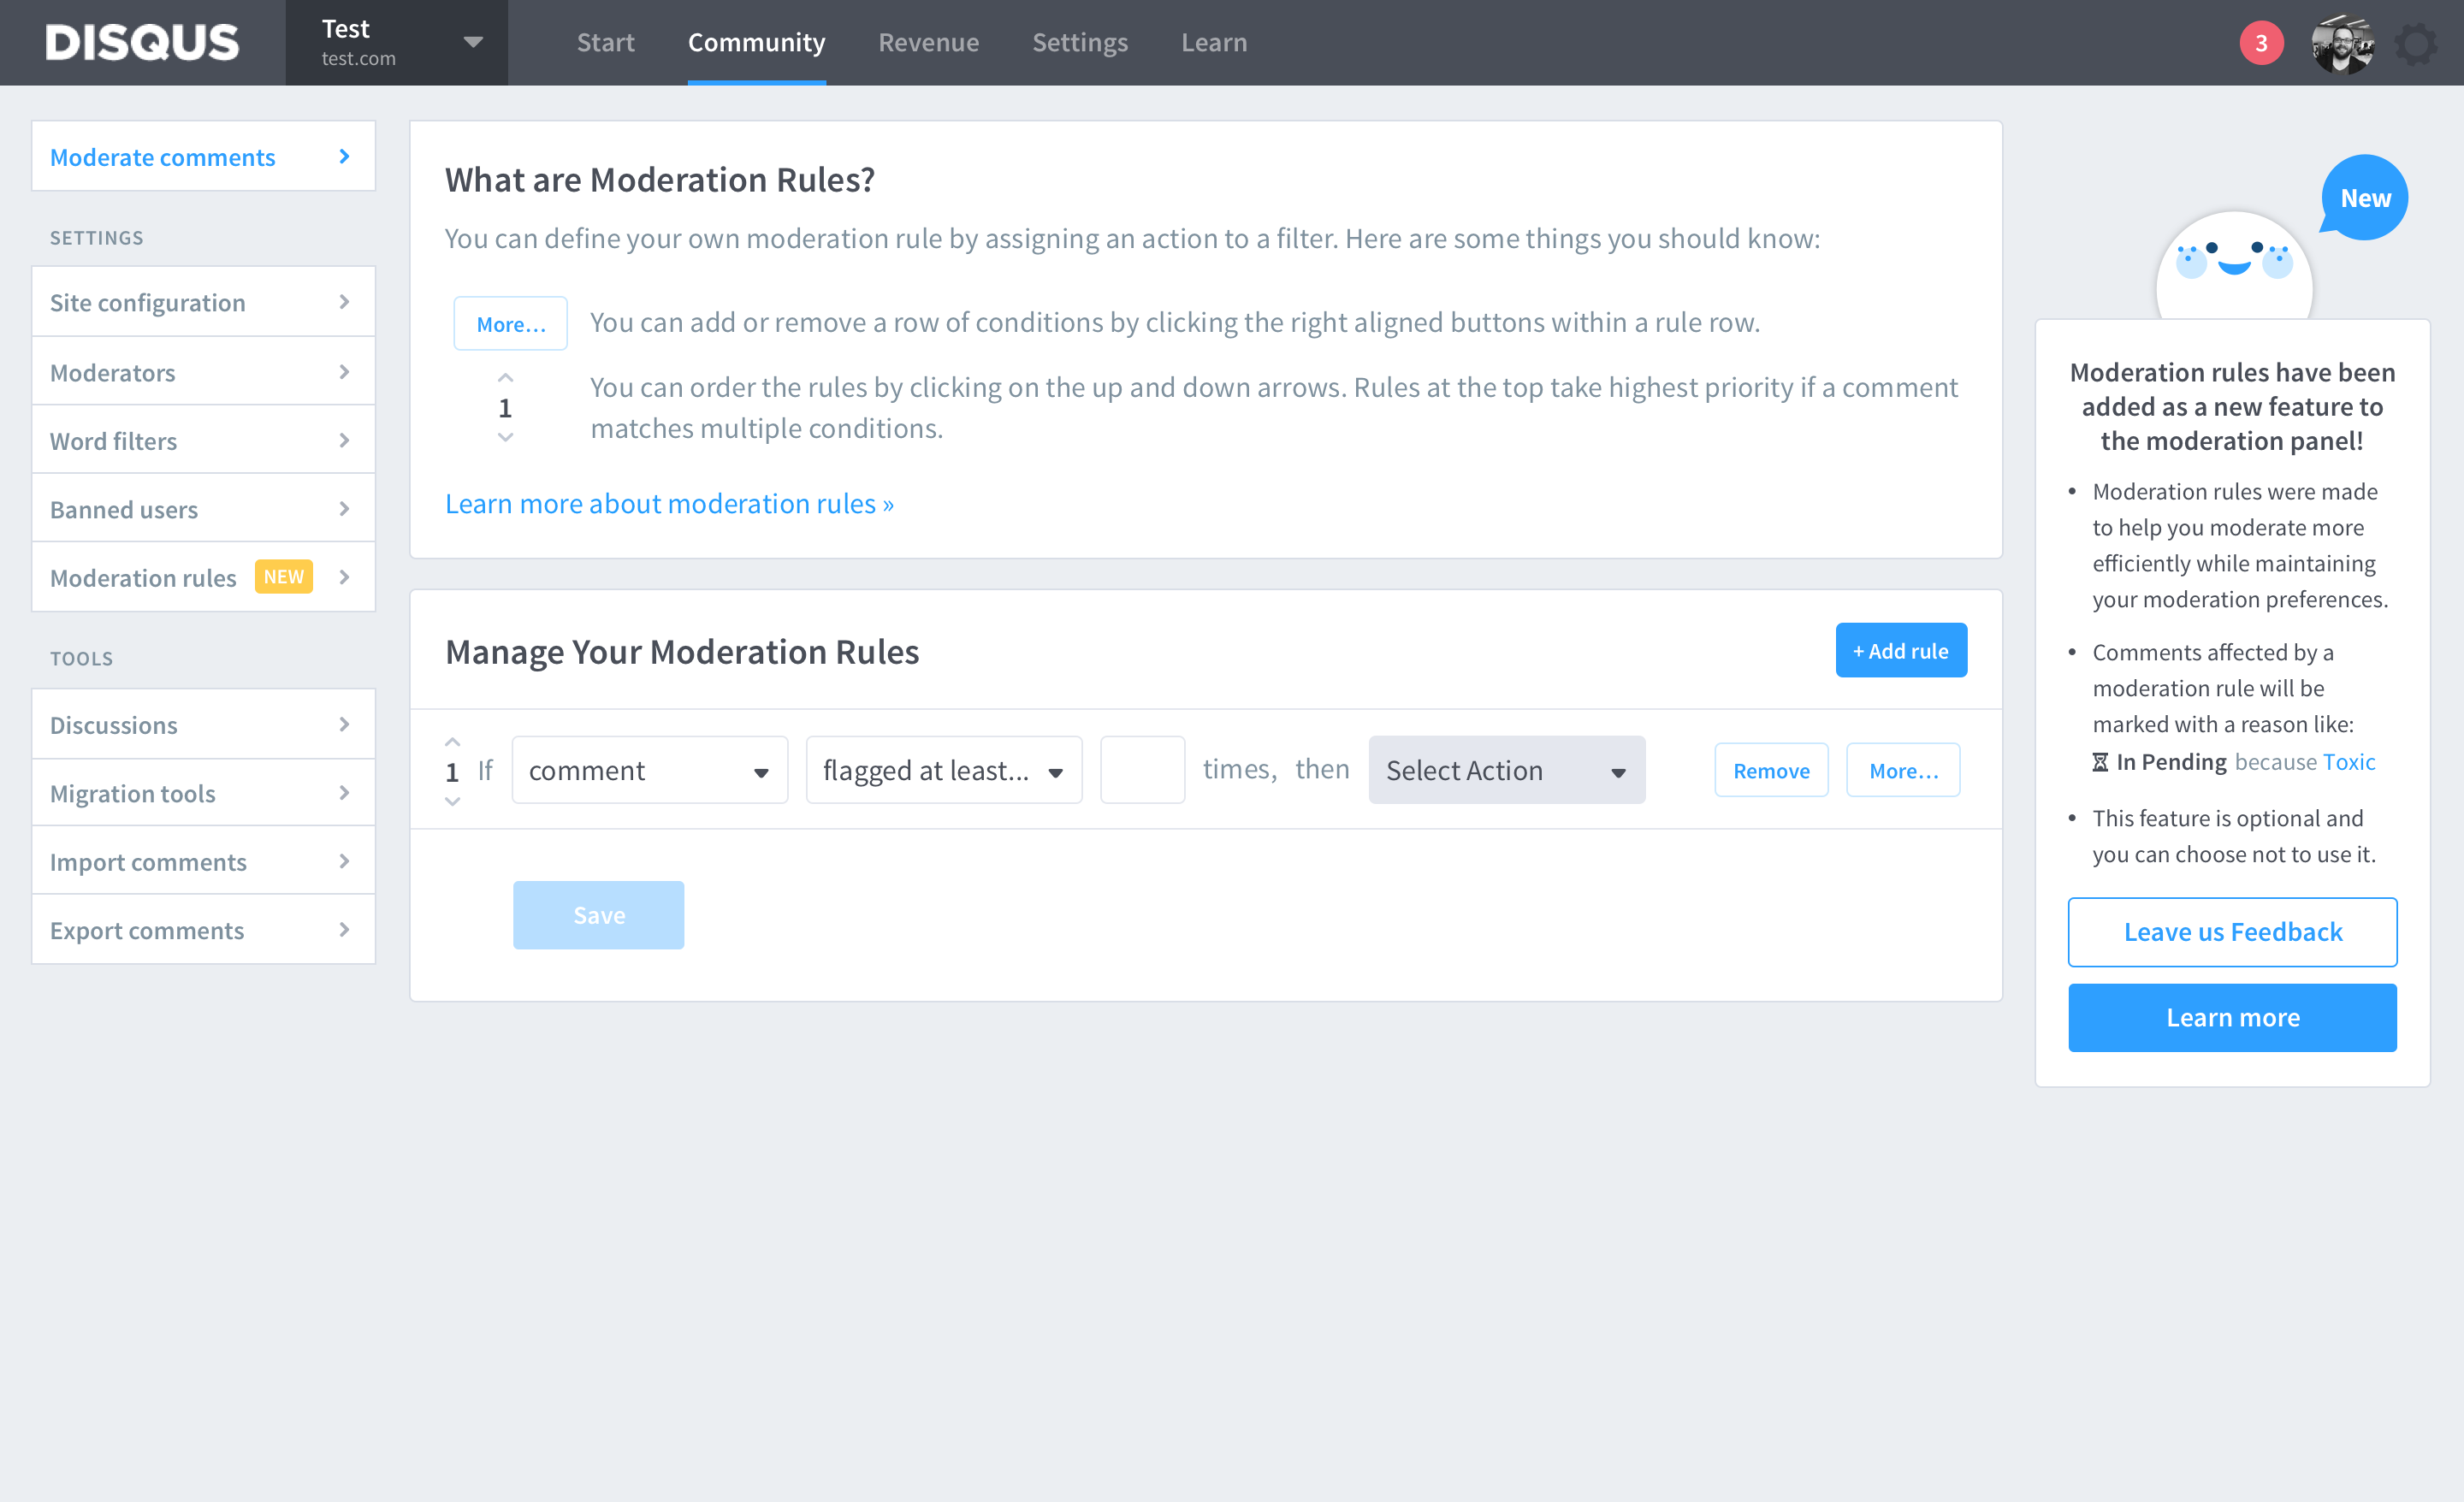 DISQUS
Test
test.com
Start Community Revenue Settings Learn
3
Moderate comments
SETTINGS
Site configuration
Moderators
Word filters
Banned users
Moderation rules NEW
TOOLS
Discussions
Migration tools
Import comments
Export comments
What are Moderation Rules?
You can define your own moderation rule by assigning an action to a filter. Here are some things you should know:
More... You can add or remove a row of conditions by clicking the right aligned buttons within a rule row.
1 You can order the rules by clicking on the up and down arrows. Rules at the top take highest priority if a comment
matches multiple conditions.
Learn more about moderation rules »
Manage Your Moderation Rules + Add rule
1 If comment flagged at least... times, then Select Action Remove More...
Save
New
Moderation rules have been
added as a new feature to
the moderation panel!
• Moderation rules were made
to help you moderate more
efficiently while maintaining
your moderation preferences.
• Comments affected by a
moderation rule will be
marked with a reason like:
In Pending because Toxic
• This feature is optional and
you can choose not to use it.
Leave us Feedback
Learn more